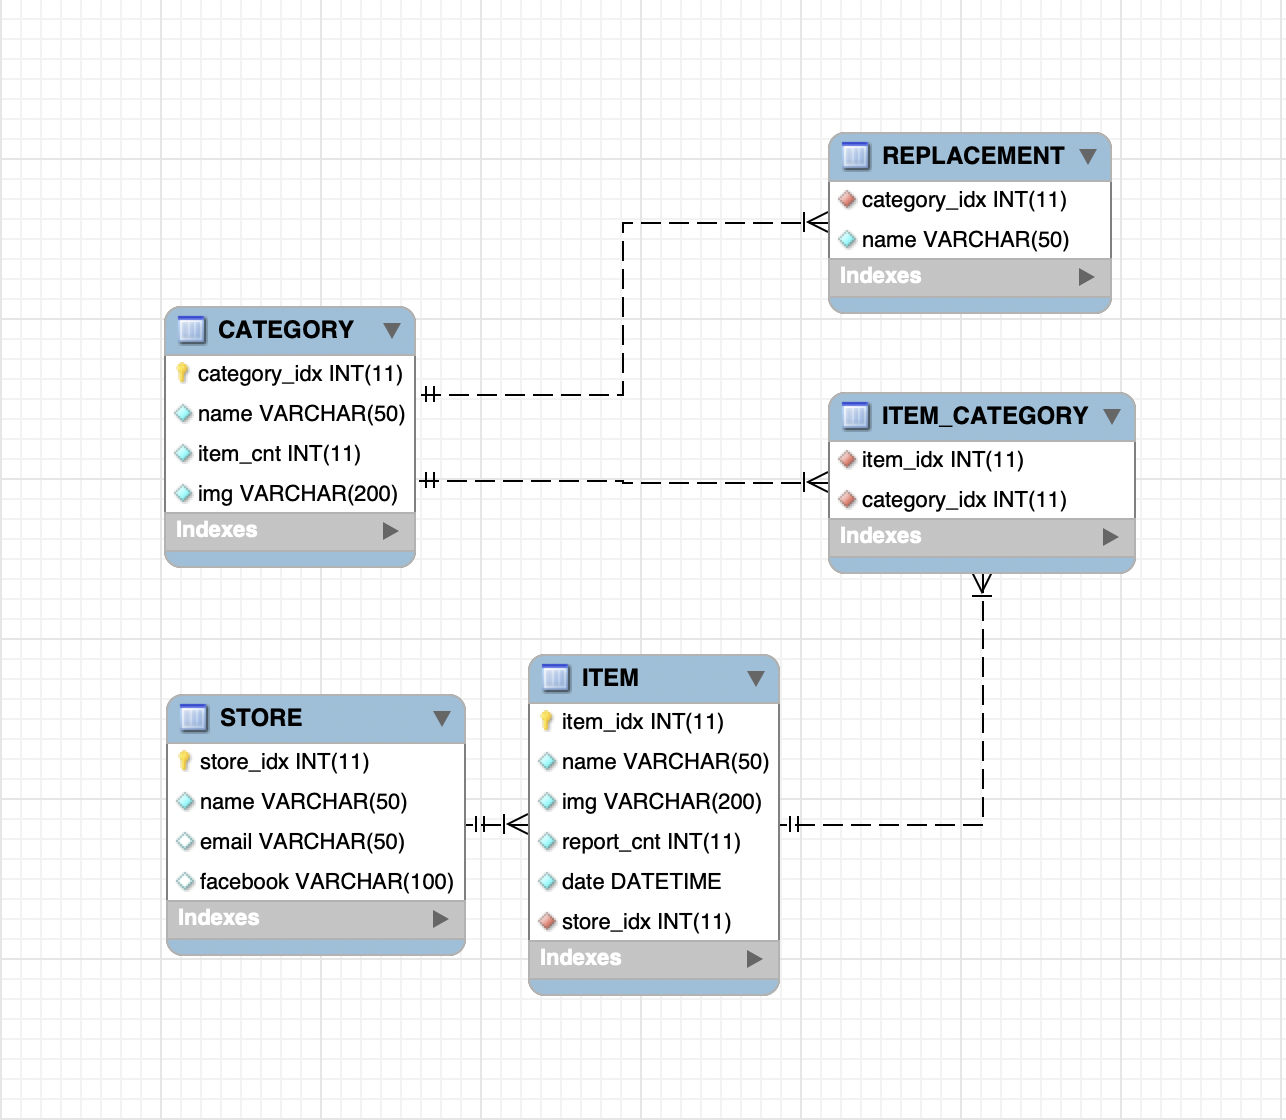 REPLACEMENT
category_idx INT(11)
name VARCHAR(50)
Indexes
CATEGORY
category_idx INT(11)
name VARCHAR(50)
item_cnt INT(11)
img VARCHAR(200)
Indexes
ITEM_CATEGORY
item_idx INT(11)
category_idx INT(11)
Indexes
STORE
store_idx INT(11)
name VARCHAR(50)
email VARCHAR(50)
facebook VARCHAR(100)
Indexes
ITEM
item_idx INT(11)
name VARCHAR(50)
img VARCHAR(200)
report_cnt INT(11)
date DATETIME
store_idx INT(11)
Indexes